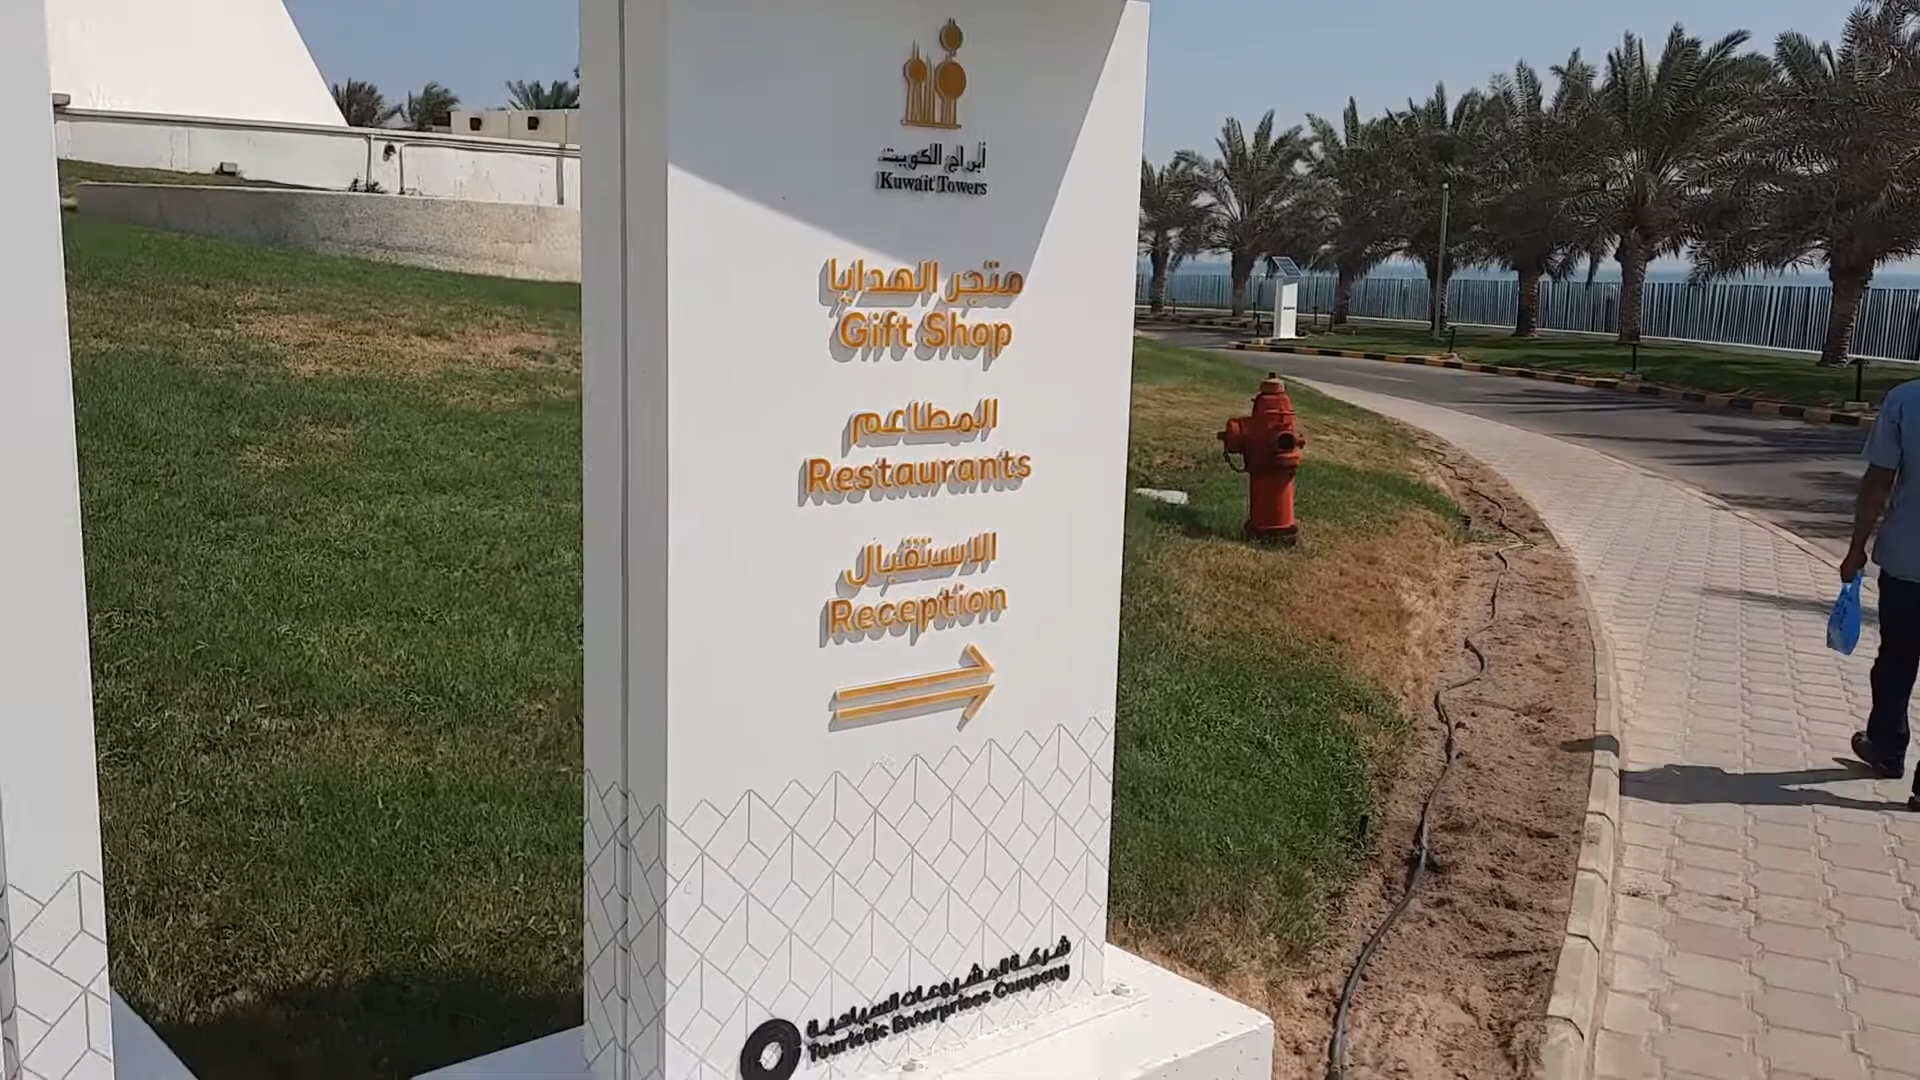 أبراج الكويت
Kuwait Towers
متجر الهدايا
Gift Shop
المطاعم
Restaurants
الاستقبال
Reception
شركة المشروعات السياحية
Touristic Enterprises Company